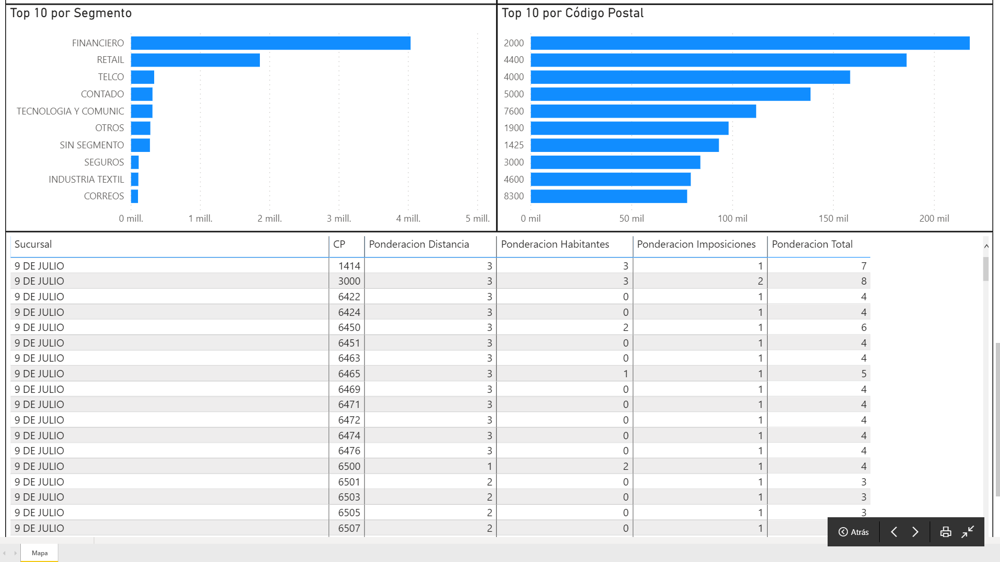 Top 10 por Segmento
FINANCIERO
RETAIL
TELCO
CONTADO
TECNOLOGIA Y COMUNIC
OTROS
SIN SEGMENTO
SEGUROS
INDUSTRIA TEXTIL
CORREOS
0 mill. 1 mill. 2 mill. 3 mill. 4 mill. 5 mill.
Top 10 por Código Postal
2000
4400
4000
5000
7600
1900
1425
3000
4600
8300
0 mil 50 mil 100 mil 150 mil 200 mil
Sucursal CP Ponderacion Distancia Ponderacion Habitantes Ponderacion Imposiciones Ponderacion Total
9 DE JULIO 1414 3 3 1 7
9 DE JULIO 3000 3 3 2 8
9 DE JULIO 6422 3 0 1 4
9 DE JULIO 6424 3 0 1 4
9 DE JULIO 6450 3 2 1 6
9 DE JULIO 6451 3 0 1 4
9 DE JULIO 6463 3 0 1 4
9 DE JULIO 6465 3 1 1 5
9 DE JULIO 6469 3 0 1 4
9 DE JULIO 6471 3 0 1 4
9 DE JULIO 6472 3 0 1 4
9 DE JULIO 6474 3 0 1 4
9 DE JULIO 6476 3 0 1 4
9 DE JULIO 6500 1 2 1 4
9 DE JULIO 6501 2 0 1 3
9 DE JULIO 6503 2 0 1 3
9 DE JULIO 6505 2 0 1 3
9 DE JULIO 6507 2 0 1
Atrás
Mapa